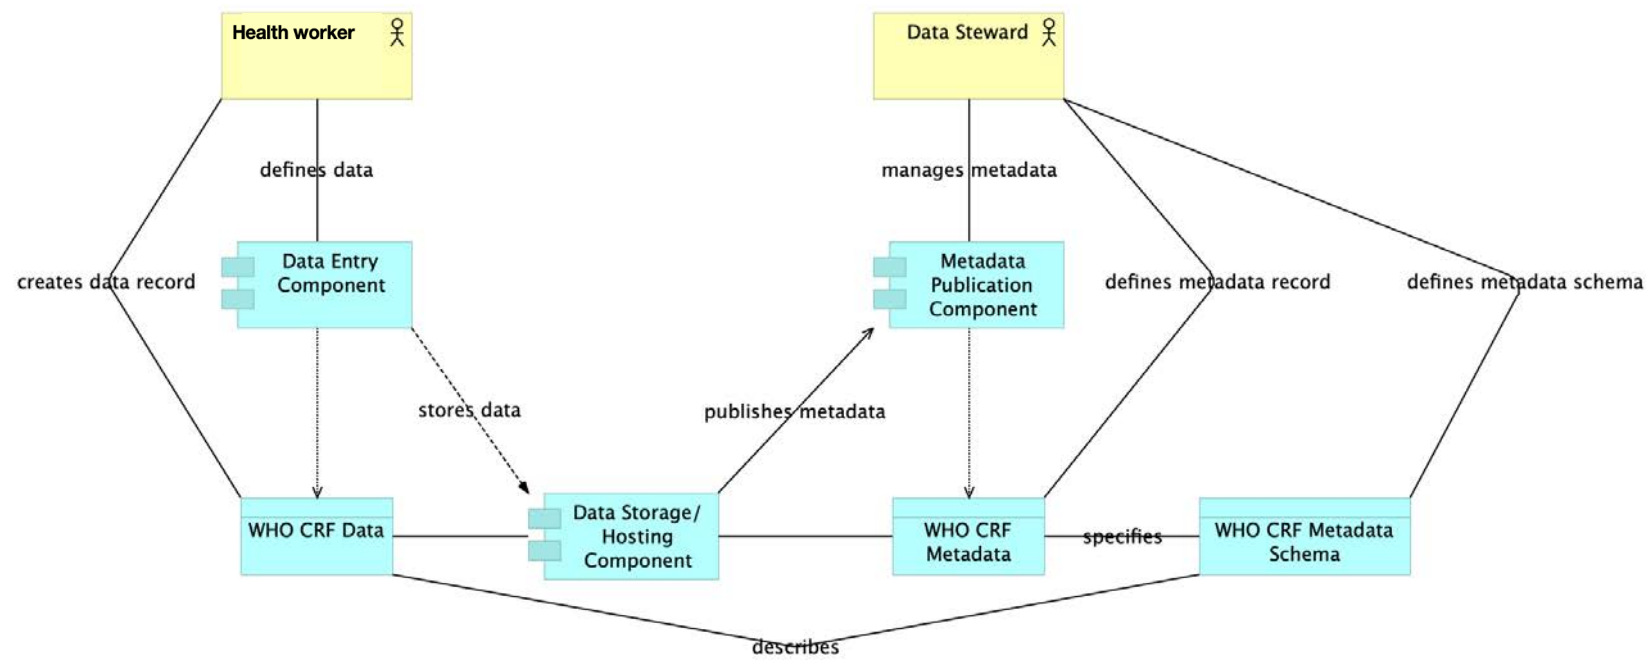 Health worker
Data Steward
defines data
manages metadata
creates data record
Data Entry
Component
Metadata
Publication
Component
defines metadata record
defines metadata schema
stores data
publishes metadata
WHO CRF Data
Data Storage/
Hosting
Component
WHO CRF
Metadata
specifies
WHO CRF Metadata
Schema
describes